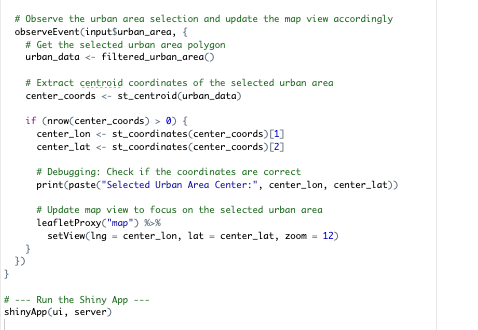 # Observe the urban area selection and update the map view accordingly
observeEvent(input$urban_area, {
# Get the selected urban area polygon
urban_data <- filtered_urban_area()
# Extract centroid coordinates of the selected urban area
center_coords <- st_centroid(urban_data)
if (nrow(center_coords) > 0) {
center_lon <- st_coordinates(center_coords)[1]
center_lat <- st_coordinates(center_coords)[2]
# Debugging: Check if the coordinates are correct
print(paste("Selected Urban Area Center:", center_lon, center_lat))
# Update map view to focus on the selected urban area
leafletProxy("map") %>%
setView(lng = center_lon, lat = center_lat, zoom = 12)
}
})
}
# --- Run the Shiny App ---
shinyApp(ui, server)